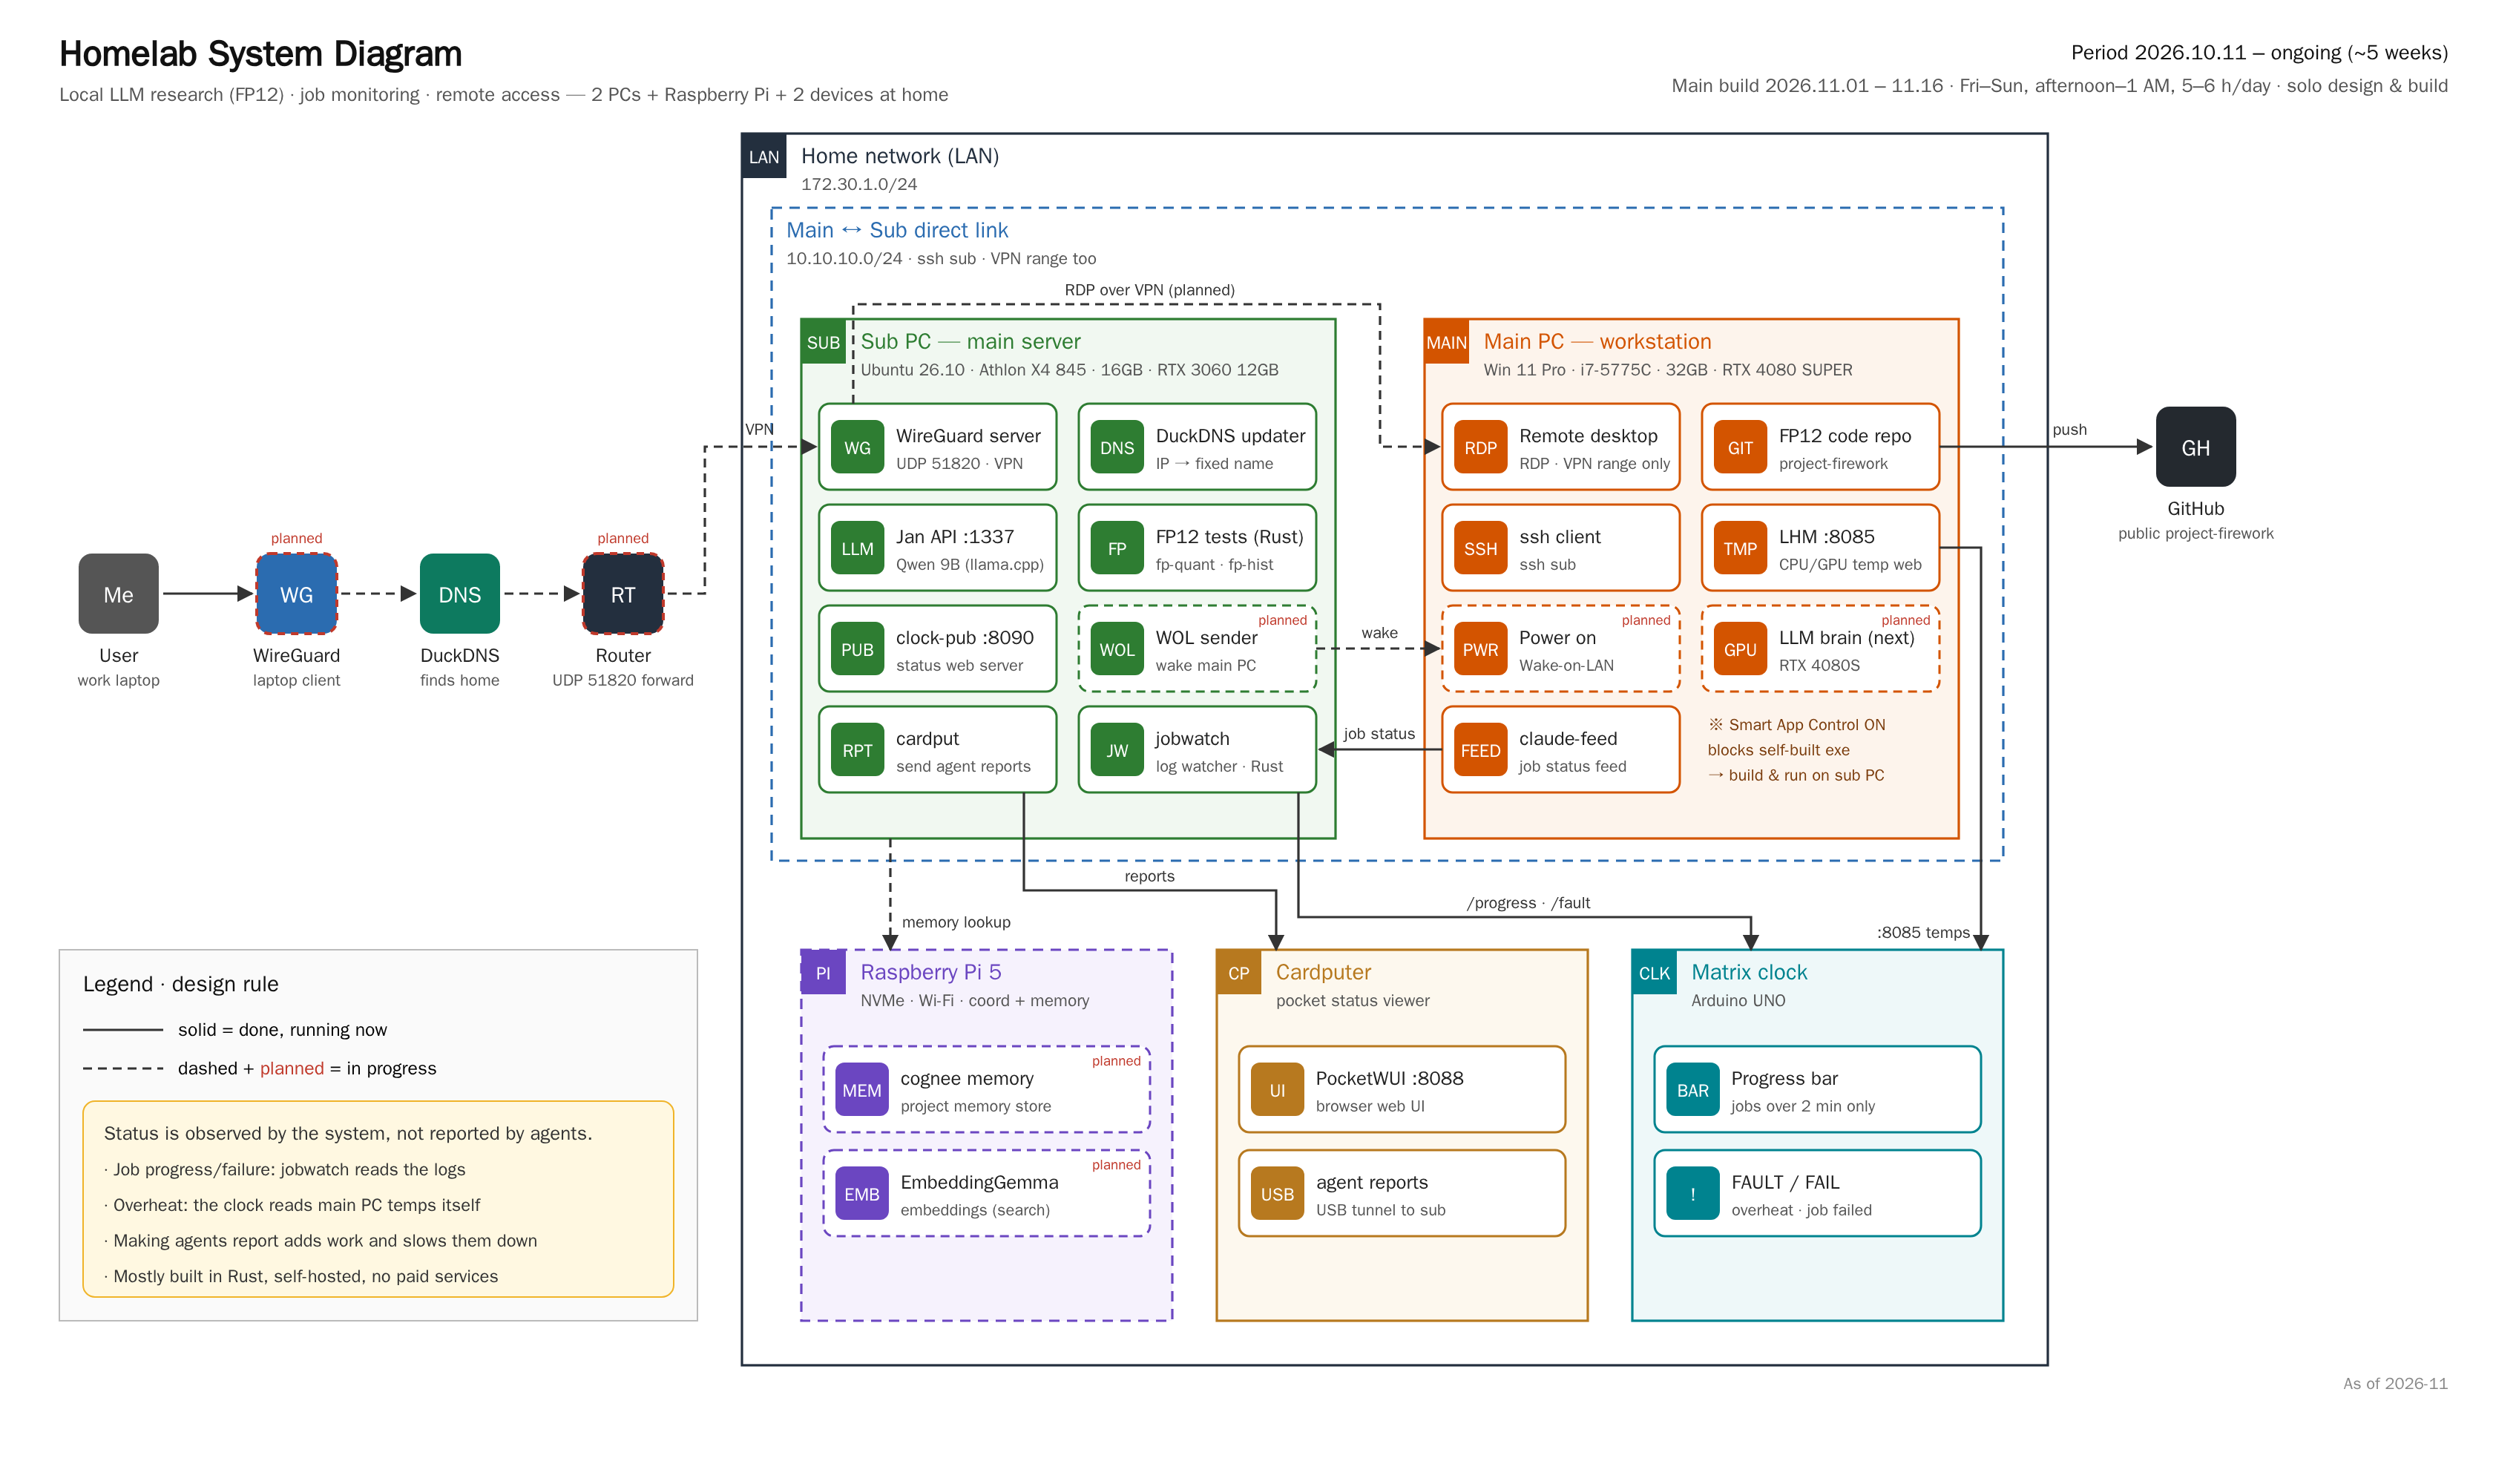 Homelab System Diagram
Local LLM research (FP12) · job monitoring · remote access — 2 PCs + Raspberry Pi + 2 devices at home
Period 2026.10.11 – ongoing (~5 weeks)
Main build 2026.11.01 – 11.16 · Fri–Sun, afternoon–1 AM, 5–6 h/day · solo design & build
LAN
Home network (LAN)
172.30.1.0/24
Main ↔ Sub direct link
10.10.10.0/24 · ssh sub · VPN range too
RDP over VPN (planned)
SUB
Sub PC — main server
Ubuntu 26.10 · Athlon X4 845 · 16GB · RTX 3060 12GB
WG
WireGuard server
UDP 51820 · VPN
DNS
DuckDNS updater
IP → fixed name
LLM
Jan API :1337
Qwen 9B (llama.cpp)
FP
FP12 tests (Rust)
fp-quant · fp-hist
PUB
clock-pub :8090
status web server
planned
WOL
WOL sender
wake main PC
RPT
cardput
send agent reports
JW
jobwatch
log watcher · Rust
MAIN
Main PC — workstation
Win 11 Pro · i7-5775C · 32GB · RTX 4080 SUPER
RDP
Remote desktop
RDP · VPN range only
GIT
FP12 code repo
project-firework
SSH
ssh client
ssh sub
TMP
LHM :8085
CPU/GPU temp web
planned
PWR
Power on
Wake-on-LAN
planned
GPU
LLM brain (next)
RTX 4080S
FEED
claude-feed
job status feed
※ Smart App Control ON
blocks self-built exe
→ build & run on sub PC
VPN
wake
job status
push
GH
GitHub
public project-firework
Me
User
work laptop
planned
WG
WireGuard
laptop client
DNS
DuckDNS
finds home
planned
RT
Router
UDP 51820 forward
reports
memory lookup
/progress · /fault
:8085 temps
PI
Raspberry Pi 5
NVMe · Wi-Fi · coord + memory
planned
MEM
cognee memory
project memory store
planned
EMB
EmbeddingGemma
embeddings (search)
CP
Cardputer
pocket status viewer
UI
PocketWUI :8088
browser web UI
USB
agent reports
USB tunnel to sub
CLK
Matrix clock
Arduino UNO
BAR
Progress bar
jobs over 2 min only
!
FAULT / FAIL
overheat · job failed
Legend · design rule
solid = done, running now
dashed + planned = in progress
Status is observed by the system, not reported by agents.
· Job progress/failure: jobwatch reads the logs
· Overheat: the clock reads main PC temps itself
· Making agents report adds work and slows them down
· Mostly built in Rust, self-hosted, no paid services
As of 2026-11